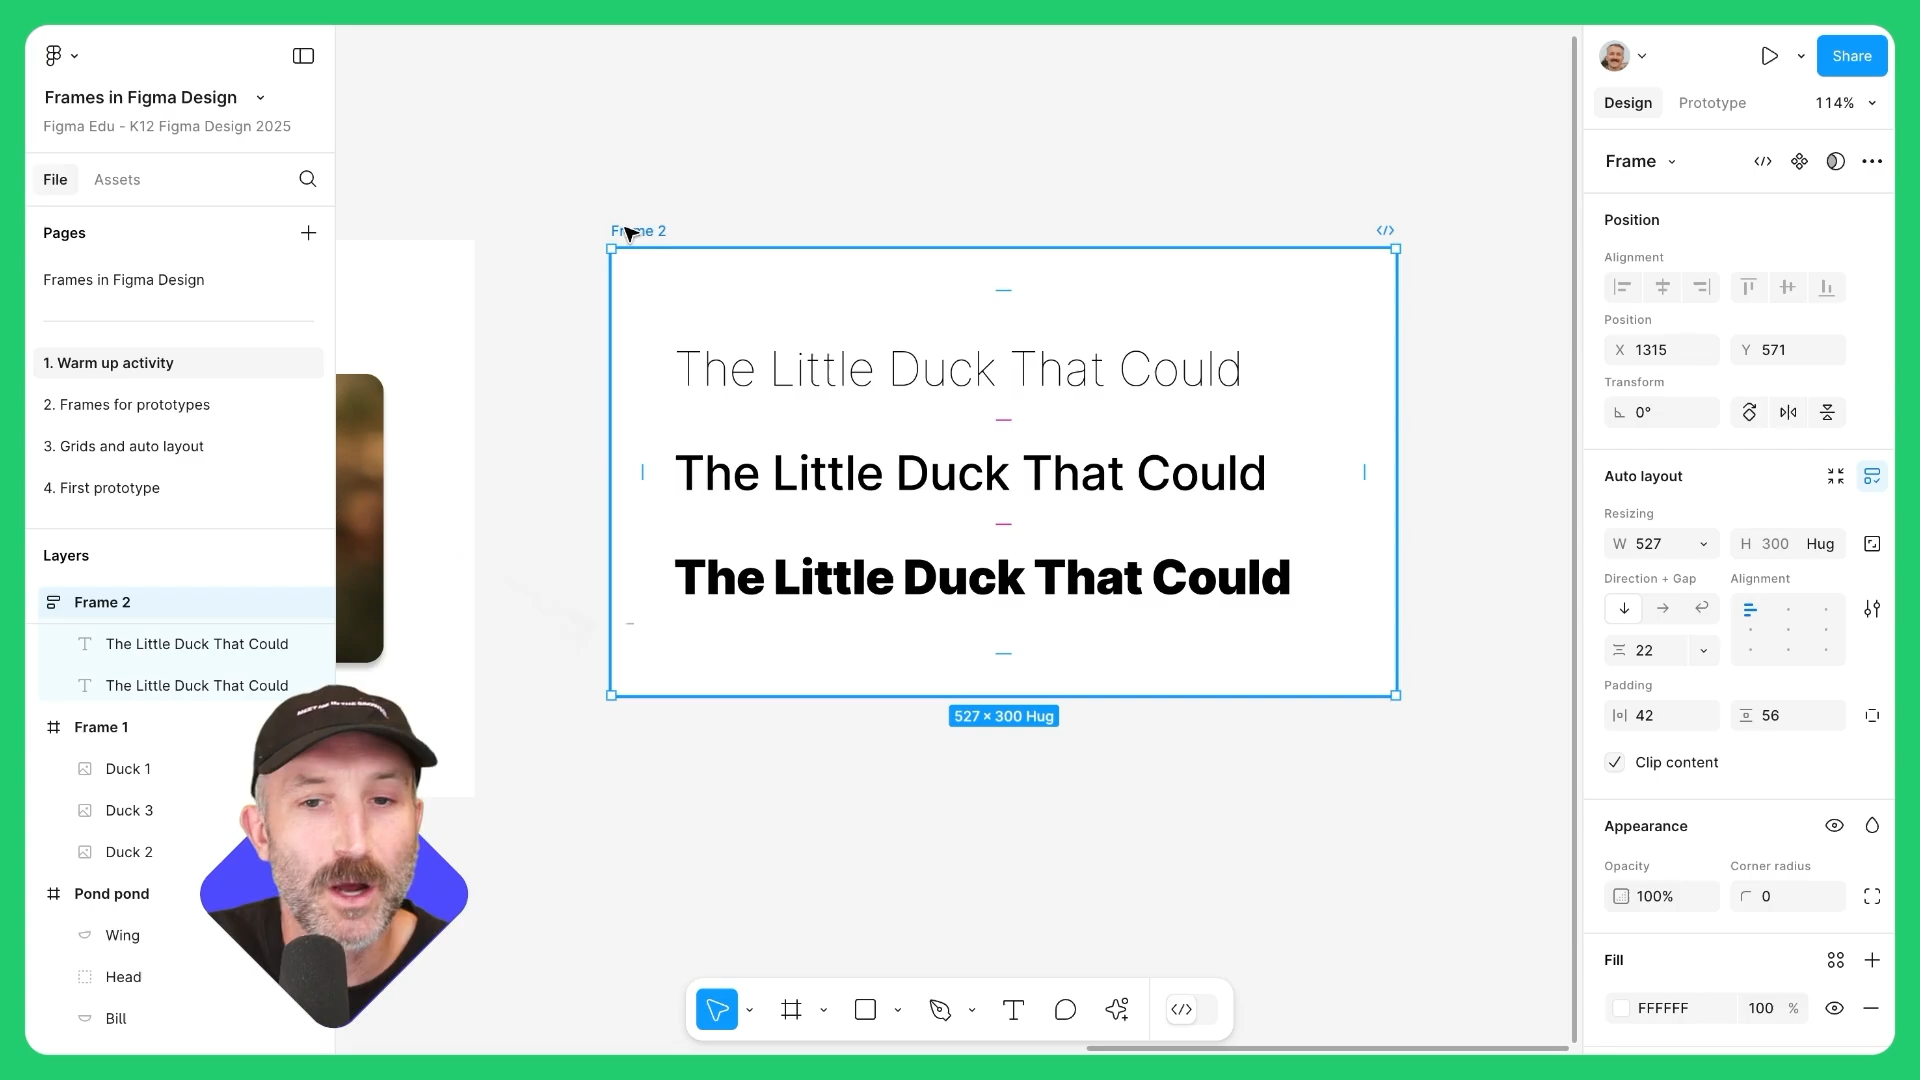 Frames in Figma Design
Figma Edu - K12 Figma Design 2025
File
Assets
Pages
Frames in Figma Design
1. Warm up activity
2. Frames for prototypes
3. Grids and auto layout
4. First prototype
Layers
Frame 2
The Little Duck That Could
The Little Duck That Could
Frame 1
Duck 1
Duck 3
Duck 2
Pond pond
Wing
Head
Bill
Frame 2
The Little Duck That Could
The Little Duck That Could
The Little Duck That Could
527 × 300 Hug
Share
Design
Prototype
114%
Frame
Position
Alignment
Position
X 1315
Y 571
Transform
0°
Auto layout
Resizing
W 527
H 300 Hug
Direction + Gap
Alignment
22
Padding
42
56
Clip content
Appearance
Opacity
Corner radius
100%
0
Fill
FFFFFF
100 %